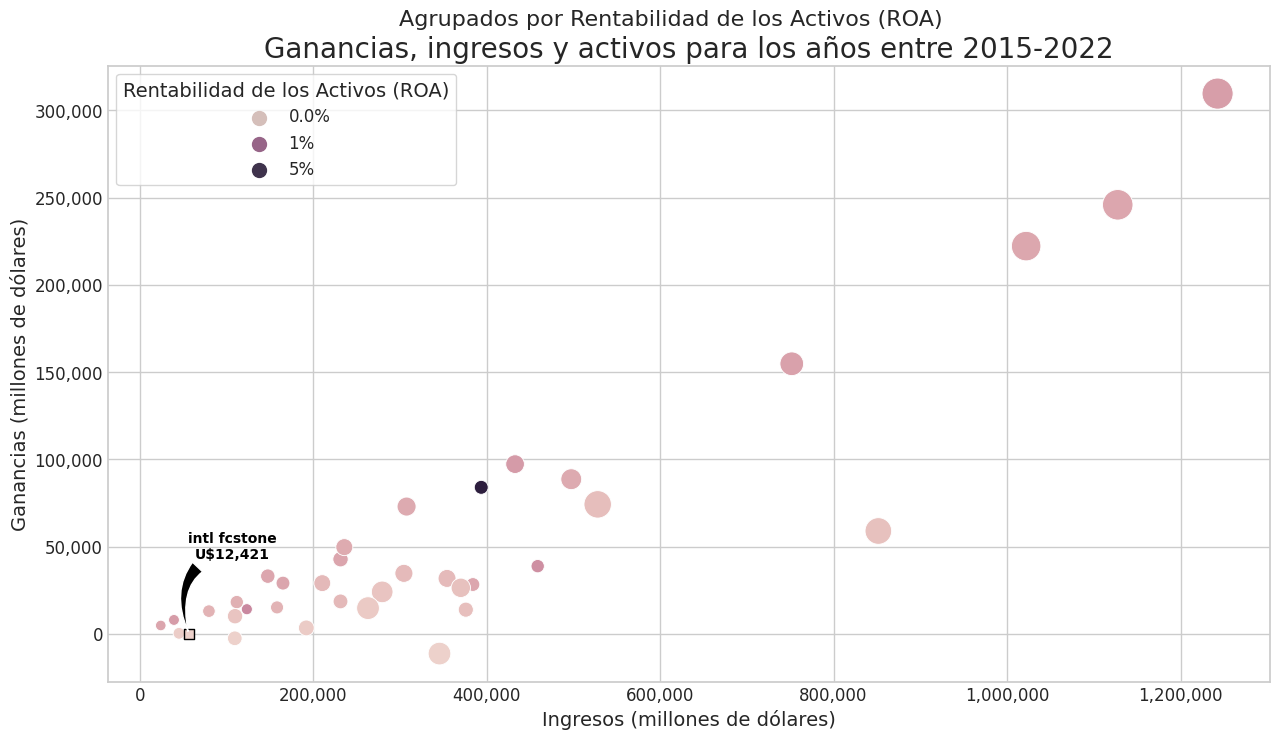 Agrupados por Rentabilidad de los Activos (ROA)
Ganancias, ingresos y activos para los años entre 2015-2022
Rentabilidad de los Activos (ROA)
0.0%
1%
5%
Ganancias (millones de dólares)
300,000
250,000
200,000
150,000
100,000
50,000
0
intl fcstone
U$12,421
0
200,000
400,000
600,000
800,000
1,000,000
1,200,000
Ingresos (millones de dólares)